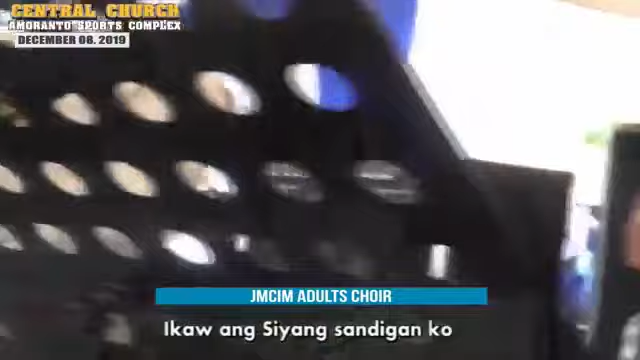 CENTRAL CHURCH
AMORANTO SPORTS COMPLEX
DECEMBER 08, 2019
JMCIM ADULTS CHOIR
Ikaw ang Siyang sandigan ko